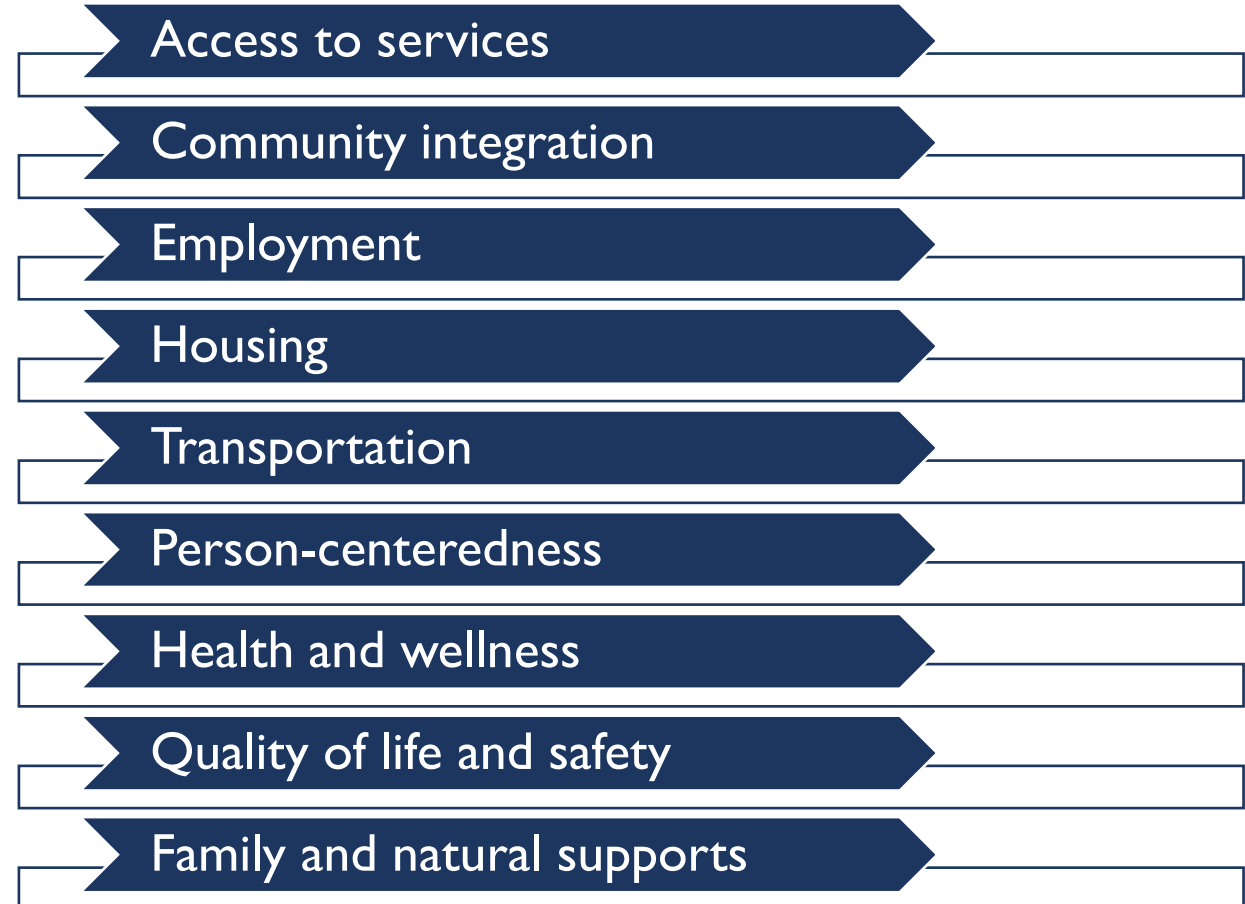 Access to services
Community integration
Employment
Housing
Transportation
Person-centeredness
Health and wellness
Quality of life and safety
Family and natural supports